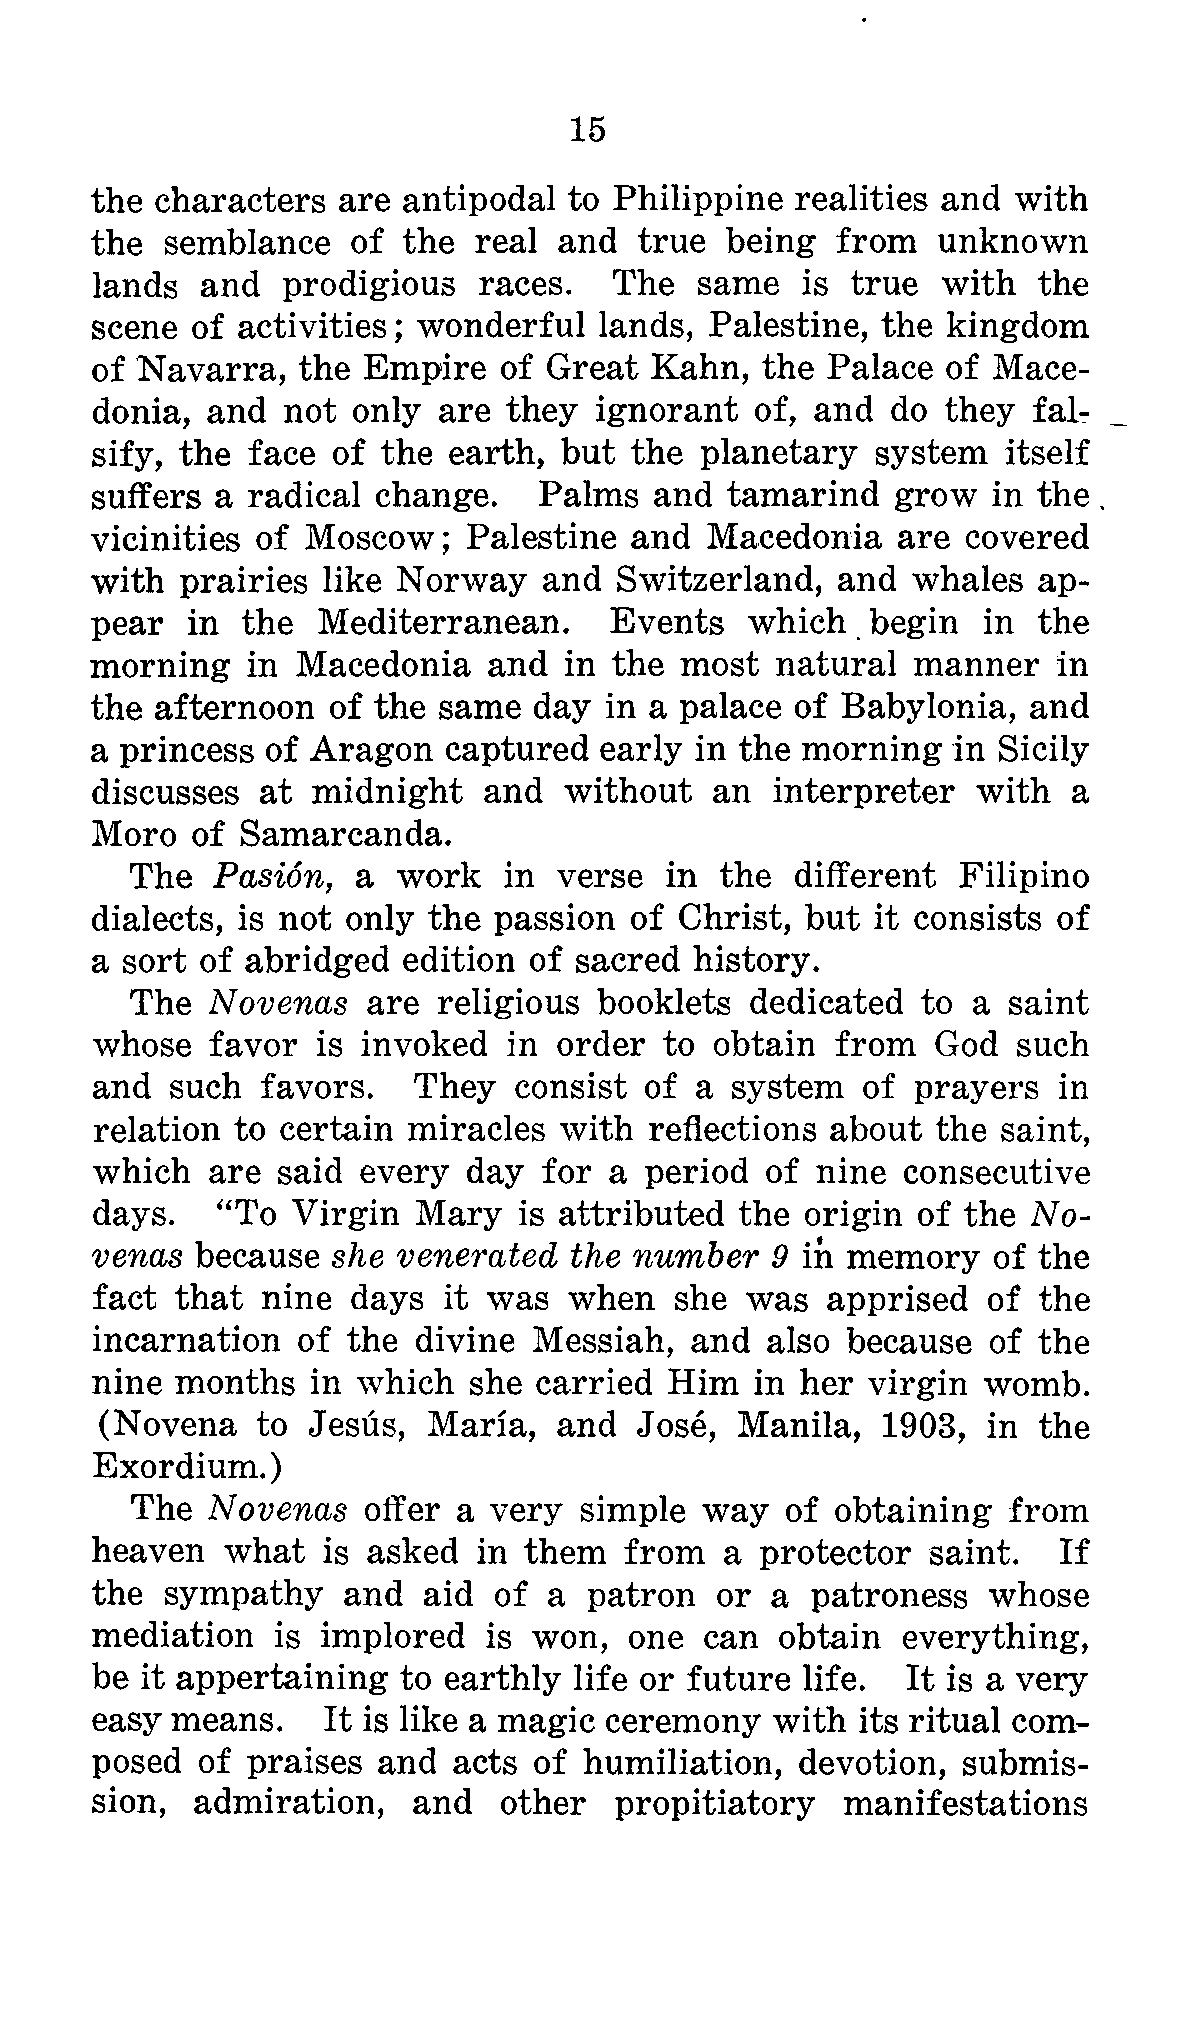 15
the characters are antipodal to Philippine realities and with
the semblance of the real and true being from unknown
lands and prodigious races. The same is true with the
scene of activities; wonderful lands, Palestine, the kingdom
of Navarra, the Empire of Great Kahn, the Palace of Mace-
donia, and not only are they ignorant of, and do they fal-
sify, the face of the earth, but the planetary system itself
suffers a radical change. Palms and tamarind grow in the
vicinities of Moscow; Palestine and Macedonia are covered
with prairies like Norway and Switzerland, and whales ap-
pear in the Mediterranean. Events which begin in the
morning in Macedonia and in the most natural manner in
the afternoon of the same day in a palace of Babylonia, and
a princess of Aragon captured early in the morning in Sicily
discusses at midnight and without an interpreter with a
Moro of Samarcanda.
The Pasión, a work in verse in the different Filipino
dialects, is not only the passion of Christ, but it consists of
a sort of abridged edition of sacred history.
The Novenas are religious booklets dedicated to a saint
whose favor is invoked in order to obtain from God such
and such favors. They consist of a system of prayers in
relation to certain miracles with reflections about the saint,
which are said every day for a period of nine consecutive
days. “To Virgin Mary is attributed the origin of the No-
venas because she venerated the number 9 in memory of the
fact that nine days it was when she was apprised of the
incarnation of the divine Messiah, and also because of the
nine months in which she carried Him in her virgin womb.
(Novena to Jesús, María, and José, Manila, 1903, in the
Exordium.)
The Novenas offer a very simple way of obtaining from
heaven what is asked in them from a protector saint. If
the sympathy and aid of a patron or a patroness whose
mediation is implored is won, one can obtain everything,
be it appertaining to earthly life or future life. It is a very
easy means. It is like a magic ceremony with its ritual com-
posed of praises and acts of humiliation, devotion, submis-
sion, admiration, and other propitiatory manifestations